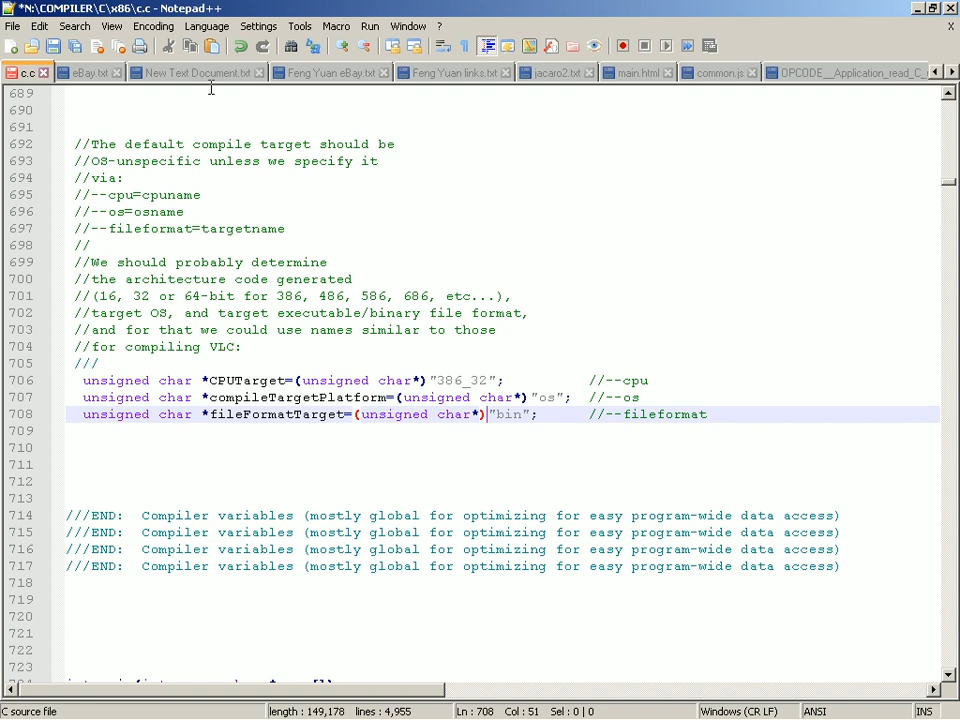 *N:\COMPILER\C\x86\c.c - Notepad++
File Edit Search View Encoding Language Settings Tools Macro Run Window ? X
c.c eBay.txt New Text Document.txt Feng Yuan eBay.txt Feng Yuan links.txt jacaro2.txt main.html common.js OPCODE__Application_read_C_
689
690
691
692 //The default compile target should be
693 //OS-unspecific unless we specify it
694 //via:
695 //--cpu=cpuname
696 //--os=osname
697 //--fileformat=targetname
698 //
699 //We should probably determine
700 //the architecture code generated
701 //(16, 32 or 64-bit for 386, 486, 586, 686, etc...),
702 //target OS, and target executable/binary file format,
703 //and for that we could use names similar to those
704 //for compiling VLC:
705 ///
706 unsigned char *CPUTarget=(unsigned char*)"386_32"; //--cpu
707 unsigned char *compileTargetPlatform=(unsigned char*)"os"; //--os
708 unsigned char *fileFormatTarget=(unsigned char*)"bin"; //--fileformat
709
710
711
712
713
714 ///END: Compiler variables (mostly global for optimizing for easy program-wide data access)
715 ///END: Compiler variables (mostly global for optimizing for easy program-wide data access)
716 ///END: Compiler variables (mostly global for optimizing for easy program-wide data access)
717 ///END: Compiler variables (mostly global for optimizing for easy program-wide data access)
718
719
720
721
722
723
C source file length : 149,178 lines : 4,955 Ln : 708 Col : 51 Sel : 0 | 0 Windows (CR LF) ANSI INS